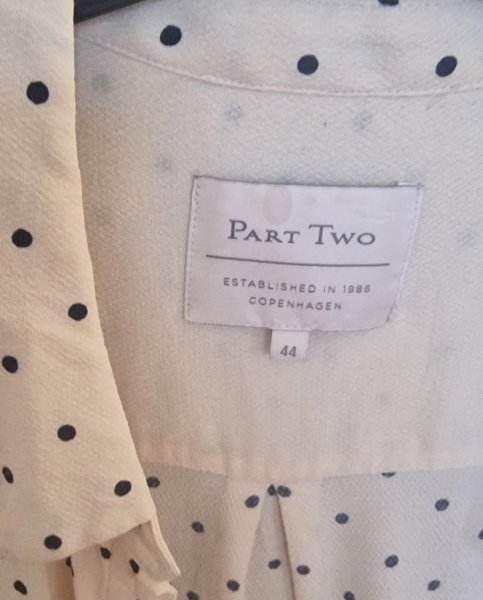 PART TWO
ESTABLISHED IN 1986
COPENHAGEN
44